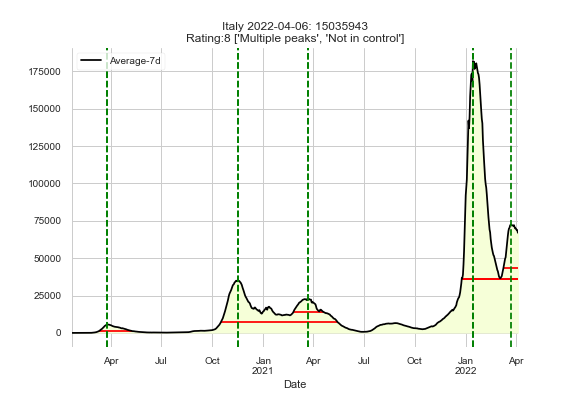 Italy 2022-04-06: 15035943
Rating:8 ['Multiple peaks', 'Not in control']
Average-7d
175000
150000
125000
100000
75000
50000
25000
0
Apr Jul Oct Jan Apr Jul Oct Jan Apr
2021 2022
Date